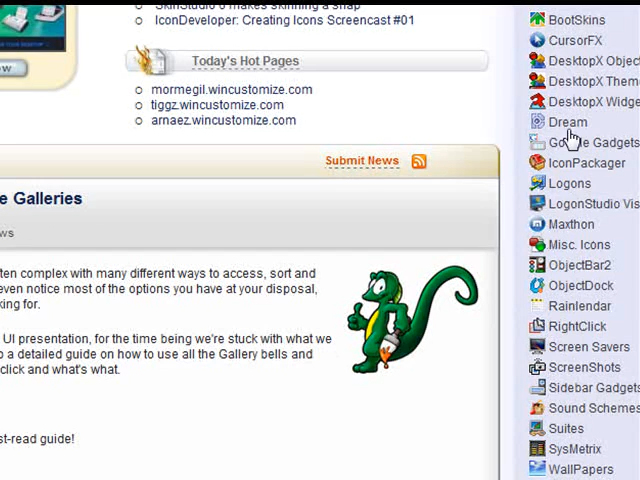 SkinStudio 6 makes skinning a snap
IconDeveloper: Creating Icons Screencast #01
Today's Hot Pages
mormegil.wincustomize.com
tiggz.wincustomize.com
arnaez.wincustomize.com
Submit News
e Galleries
ws
ten complex with many different ways to access, sort and
even notice most of the options you have at your disposal,
king for.
UI presentation, for the time being we're stuck with what we
o a detailed guide on how to use all the Gallery bells and
click and what's what.
st-read guide!
BootSkins
CursorFX
DesktopX Objec
DesktopX Theme
DesktopX Widge
Dream
Google Gadgets
IconPackager
Logons
LogonStudio Vis
Maxthon
Misc. Icons
ObjectBar2
ObjectDock
Rainlendar
RightClick
Screen Savers
ScreenShots
Sidebar Gadgets
Sound Schemes
Suites
SysMetrix
WallPapers